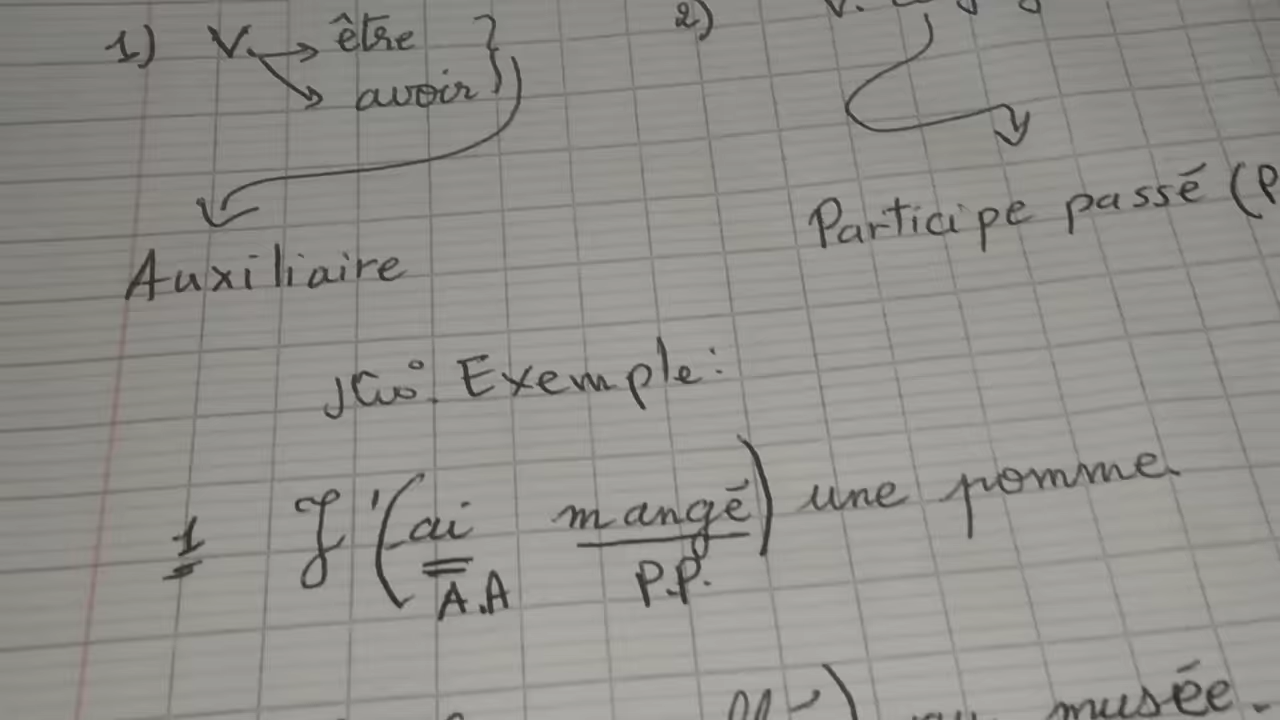 1) V. → être } 2) V.
→ avoir
Participe passé (P
Auxiliaire
Exemple:
1 J'(ai mangé) une pomme.
A.A P.P.
musée.